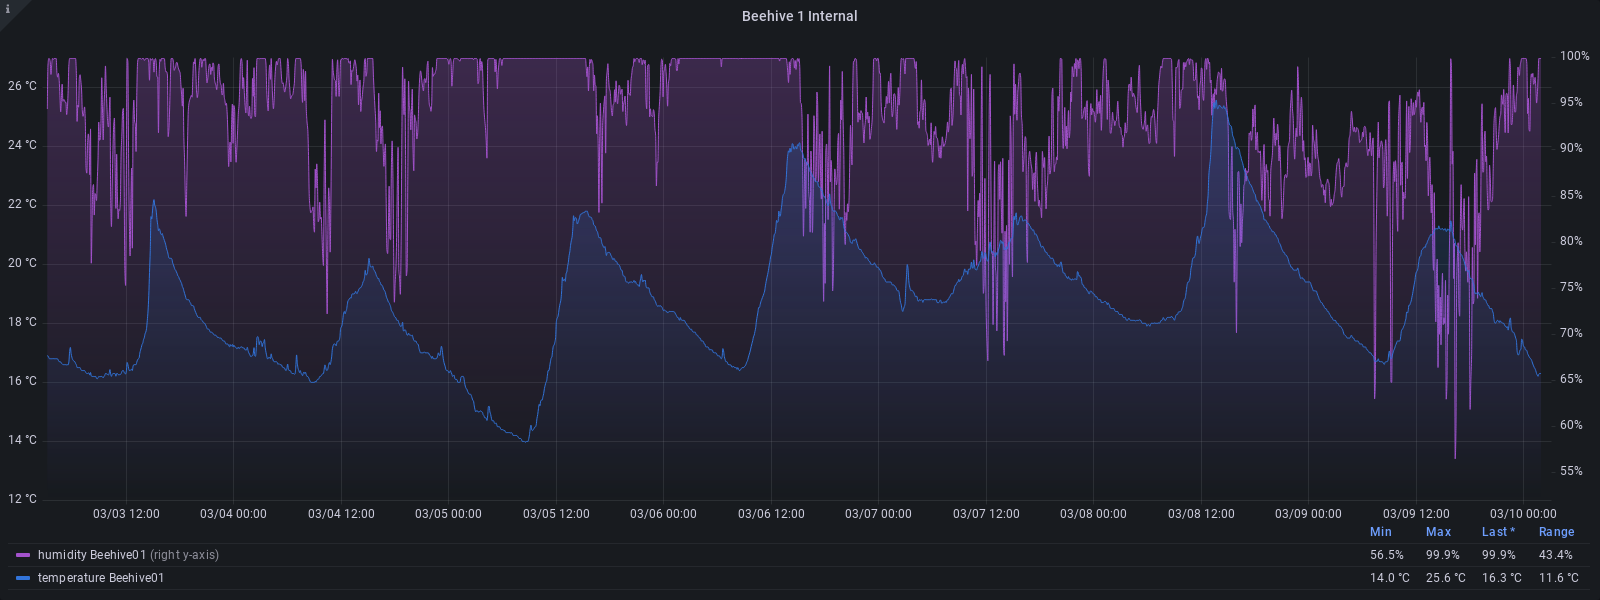 i
Beehive 1 Internal
26 °C
24 °C
22 °C
20 °C
18 °C
16 °C
14 °C
12 °C
100%
95%
90%
85%
80%
75%
70%
65%
60%
55%
03/03 12:00 03/04 00:00 03/04 12:00 03/05 00:00 03/05 12:00 03/06 00:00 03/06 12:00 03/07 00:00 03/07 12:00 03/08 00:00 03/08 12:00 03/09 00:00 03/09 12:00 03/10 00:00
Min Max Last * Range
humidity Beehive01 (right y-axis) 56.5% 99.9% 99.9% 43.4%
temperature Beehive01 14.0 °C 25.6 °C 16.3 °C 11.6 °C